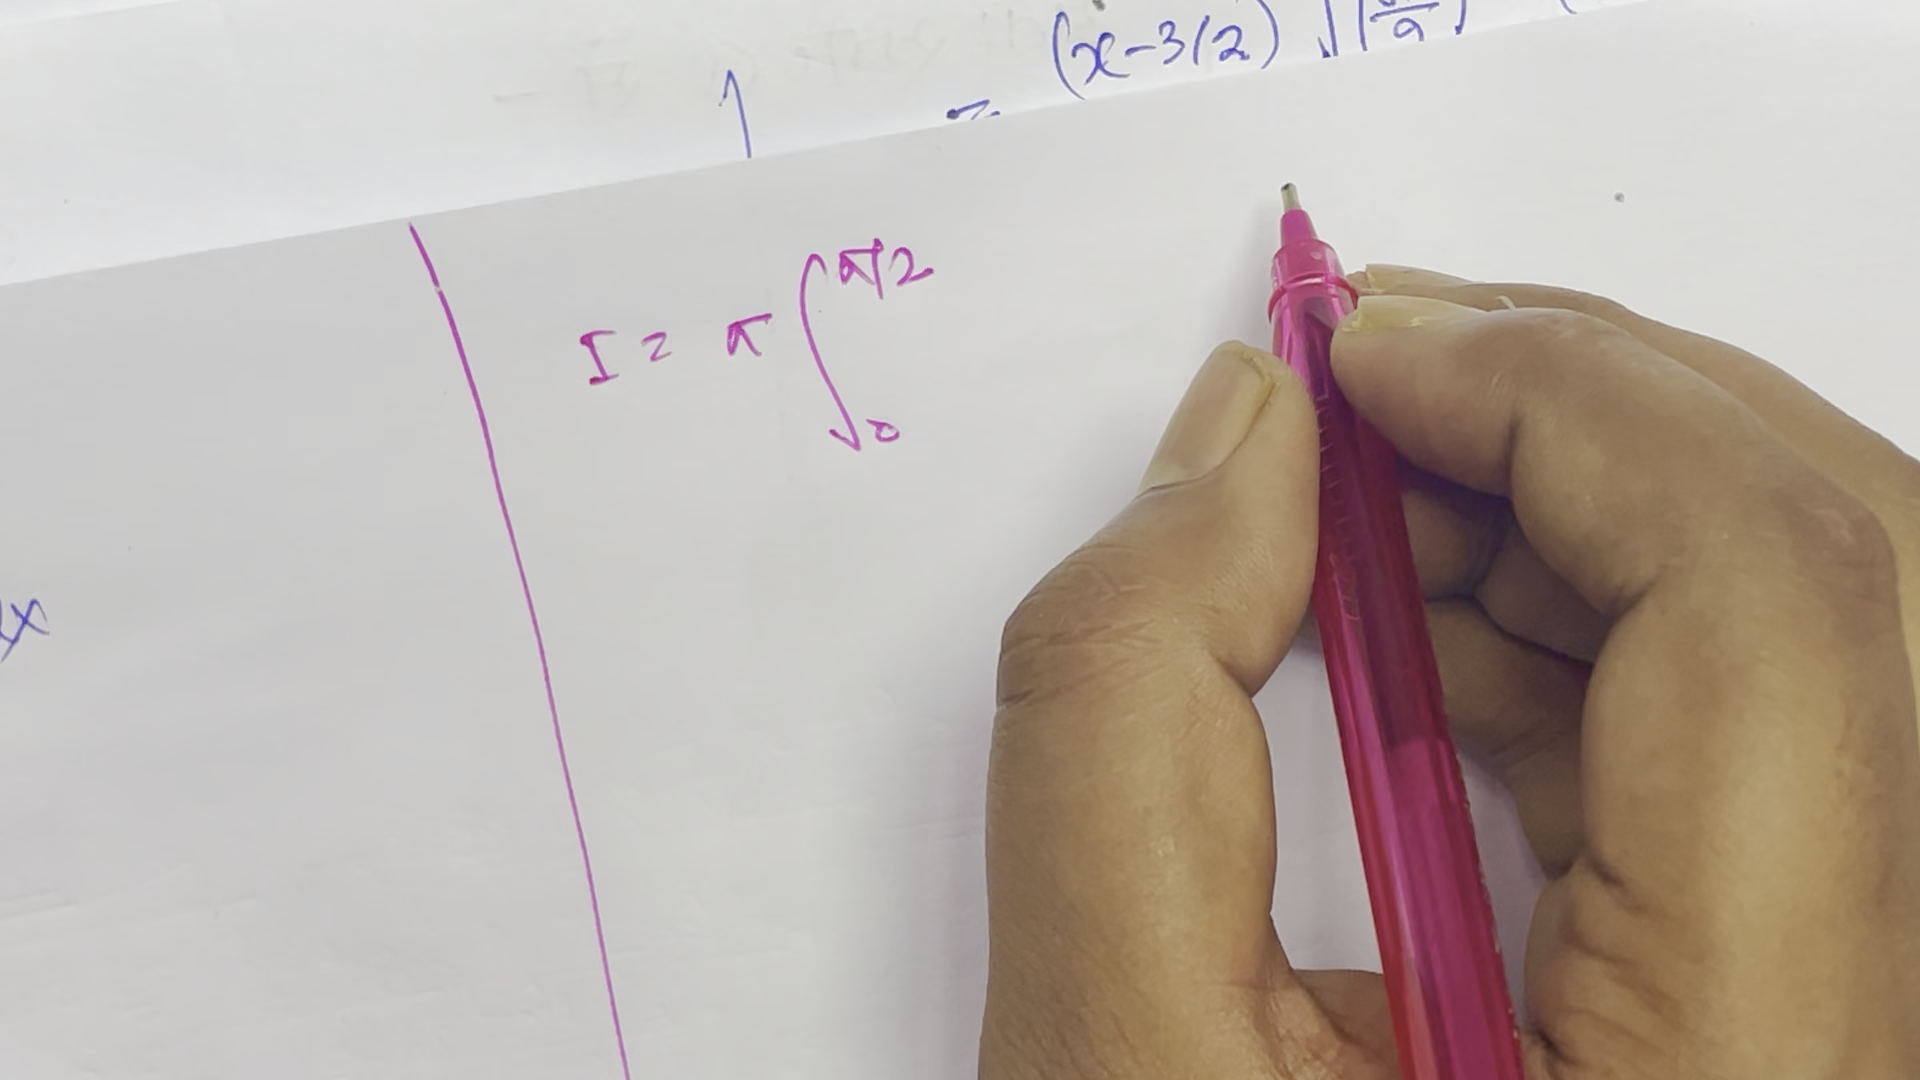 = (x-3/2) √
I = π ∫₀^π/2
x